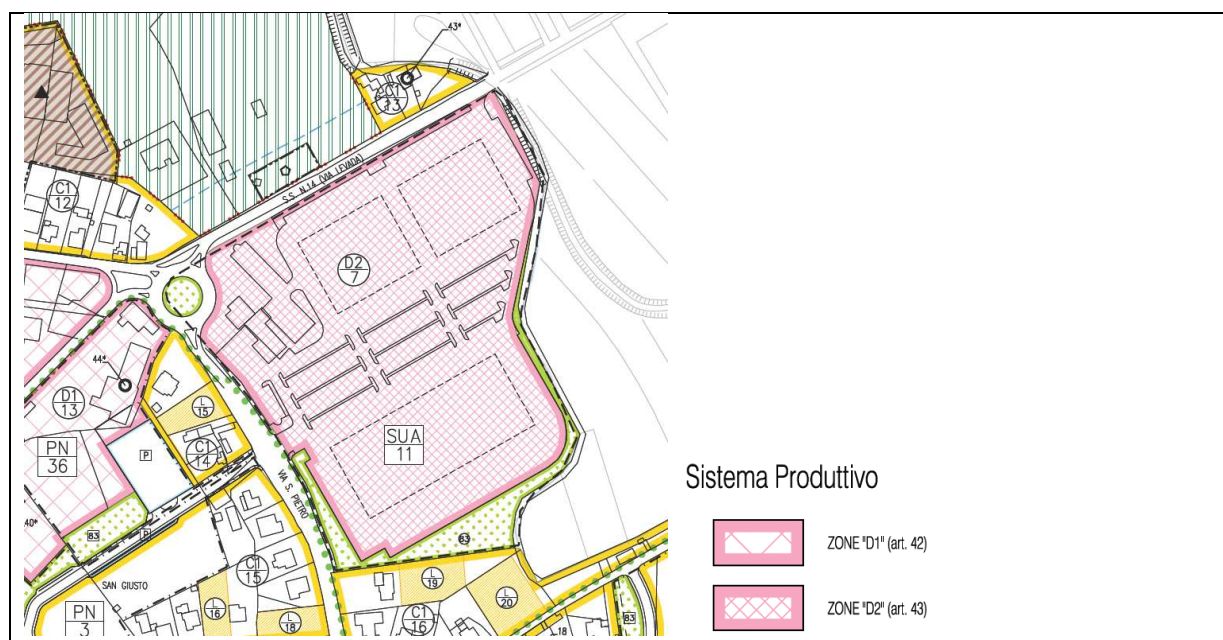 43*
C1
13
C1
12
S.S. N.14 (VIA LEVADA)
D2
7
44*
D1
13
L
15
PN
36
P
C1
14
SUA
11
VIA S. PIETRO
40*
83
P
83
SAN GIUSTO
C1
15
L
19
L
20
PN
3
L
16
L
18
C1
16
18
83
Sistema Produttivo
ZONE "D1" (art. 42)
ZONE "D2" (art. 43)